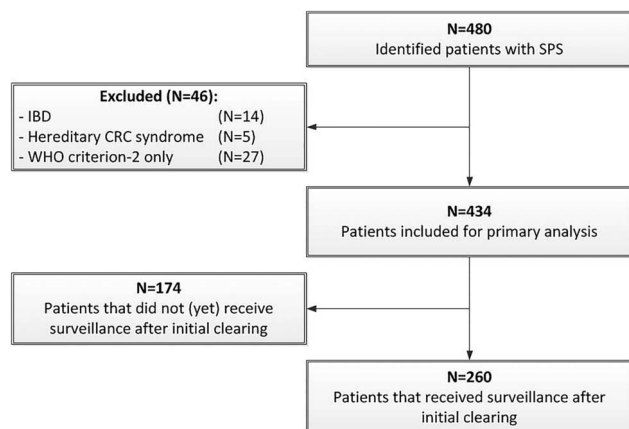 N=480
Identified patients with SPS
Excluded (N=46):
- IBD (N=14)
- Hereditary CRC syndrome (N=5)
- WHO criterion-2 only (N=27)
N=434
Patients included for primary analysis
N=174
Patients that did not (yet) receive
surveillance after initial clearing
N=260
Patients that received surveillance after
initial clearing